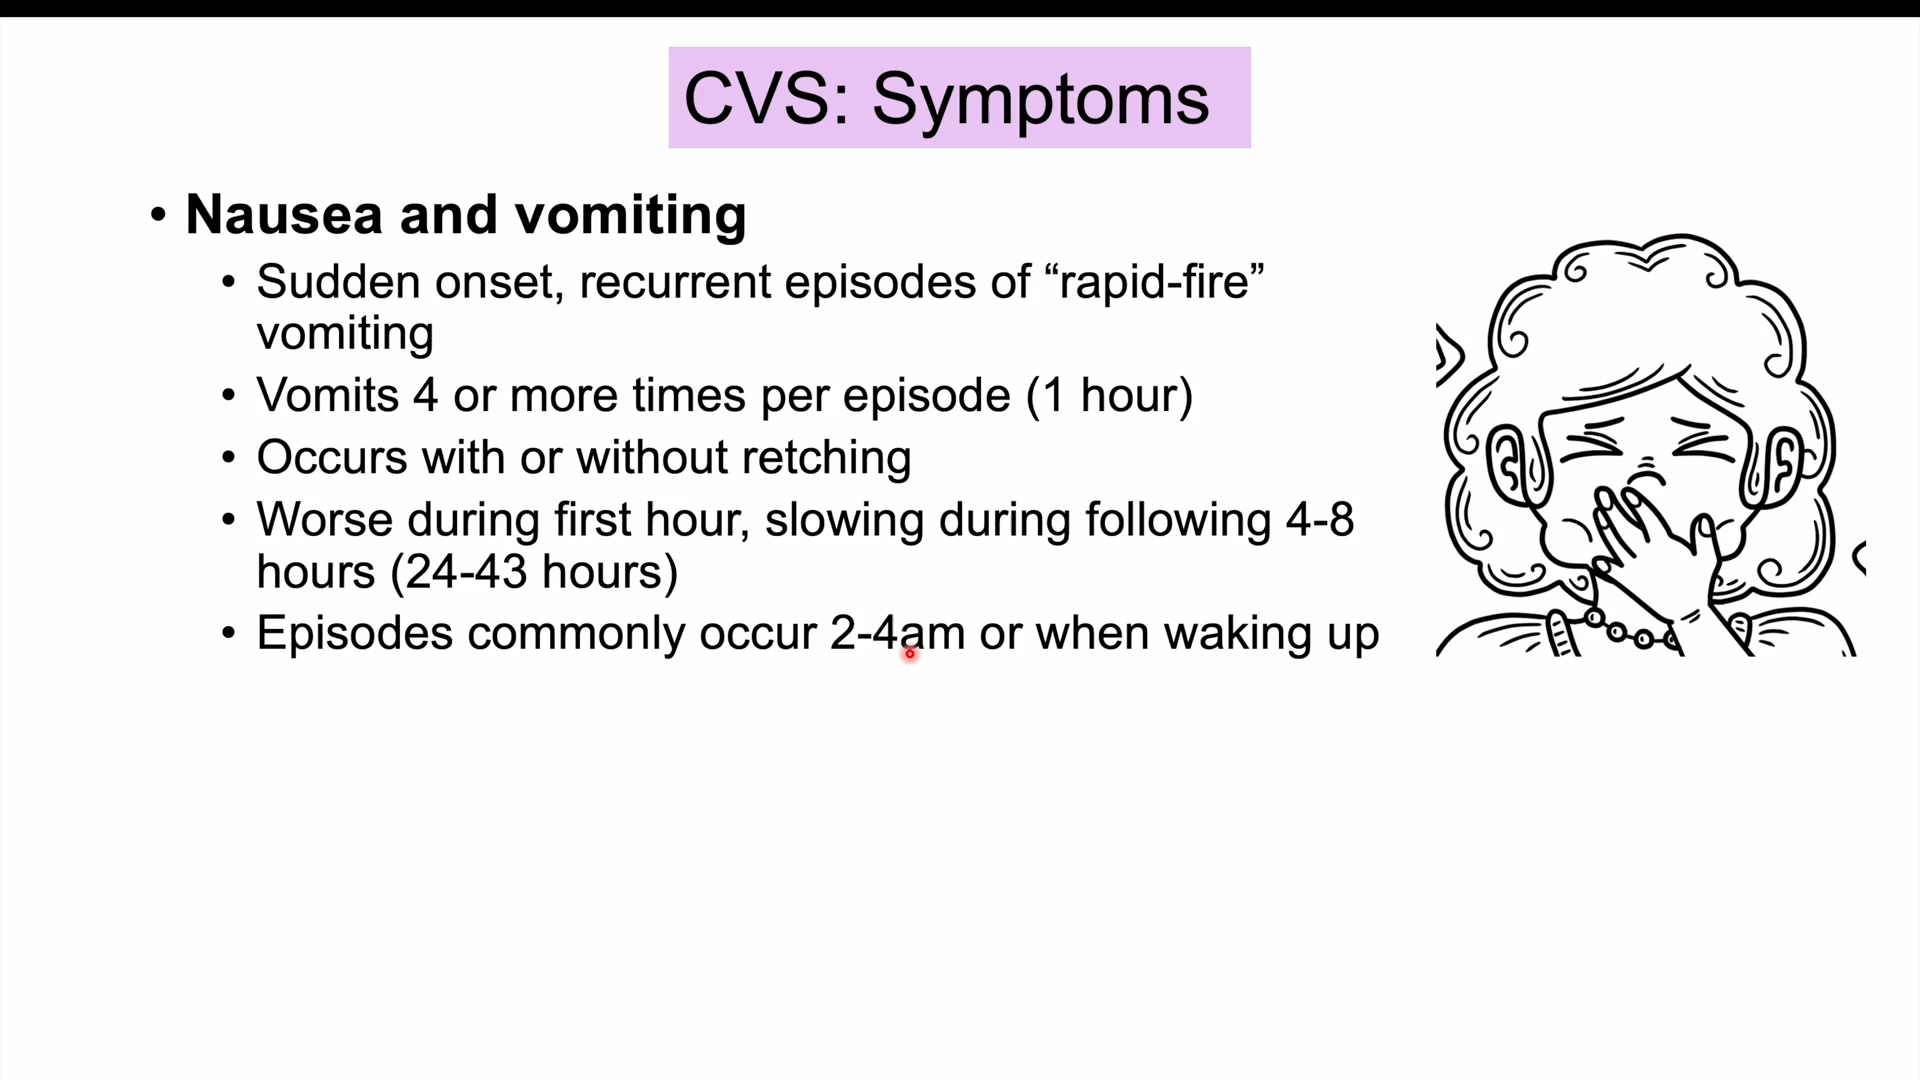 CVS: Symptoms
• Nausea and vomiting
• Sudden onset, recurrent episodes of “rapid-fire”
vomiting
• Vomits 4 or more times per episode (1 hour)
• Occurs with or without retching
• Worse during first hour, slowing during following 4-8
hours (24-43 hours)
• Episodes commonly occur 2-4am or when waking up